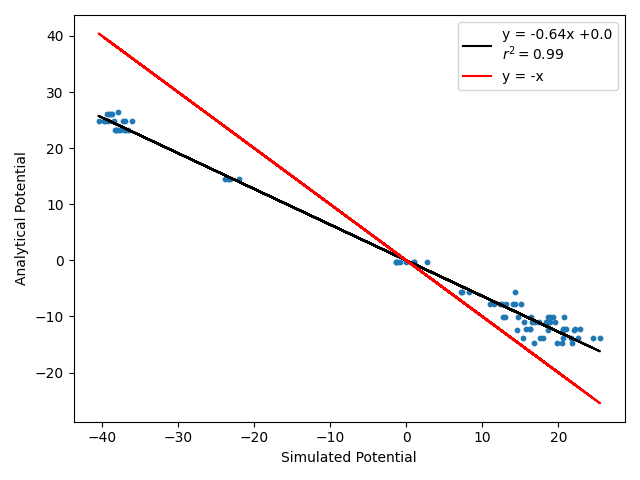 y = -0.64x +0.0
r² = 0.99
y = -x
40
30
20
10
0
−10
−20
Analytical Potential
−40
−30
−20
−10
0
10
20
Simulated Potential